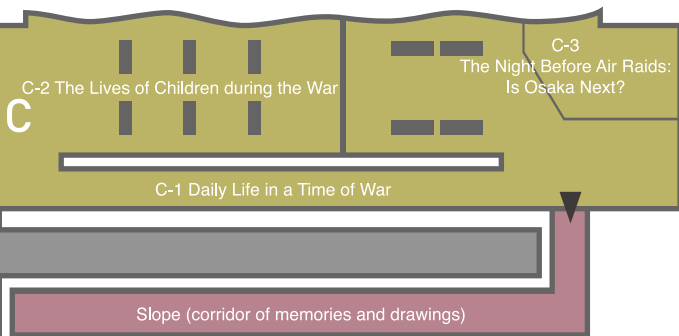 C-3
The Night Before Air Raids:
Is Osaka Next?
C-2 The Lives of Children during the War
C
C-1 Daily Life in a Time of War
Slope (corridor of memories and drawings)